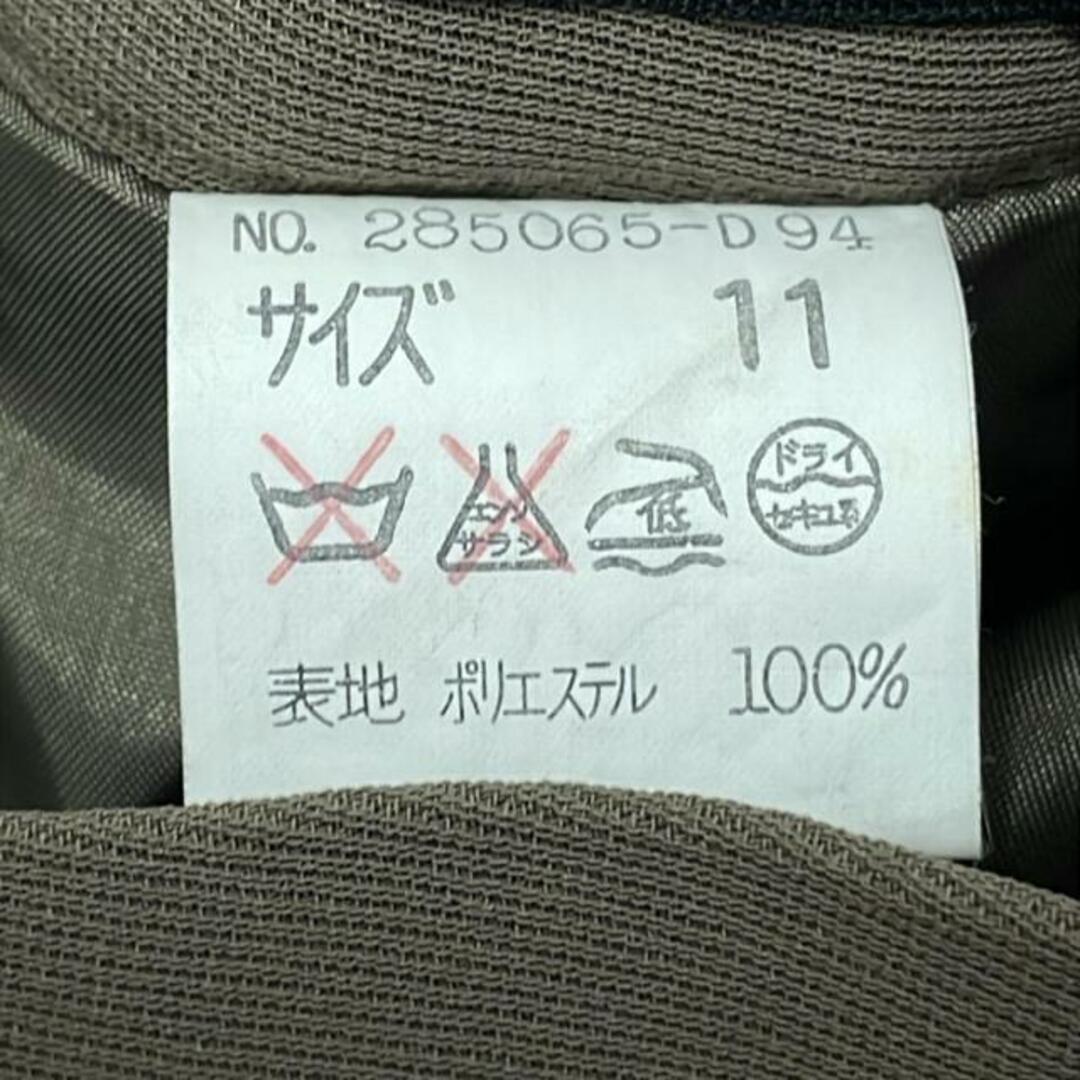 NO. 285065-D94
サイズ 11
エンソ
サラシ
低
ドライ
セキユ系
表地 ポリエステル 100%